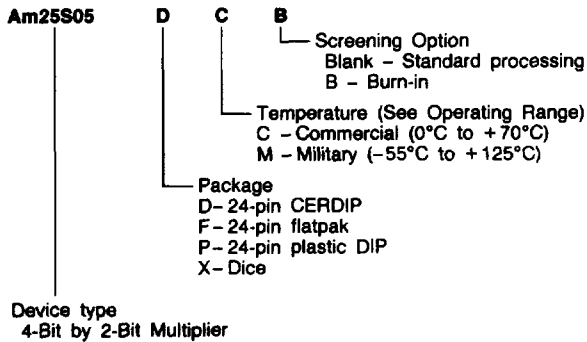 Am25S05 D C B
Screening Option
Blank – Standard processing
B – Burn-in
Temperature (See Operating Range)
C – Commercial (0°C to +70°C)
M – Military (–55°C to +125°C)
Package
D– 24-pin CERDIP
F – 24-pin flatpak
P – 24-pin plastic DIP
X– Dice
Device type
4-Bit by 2-Bit Multiplier